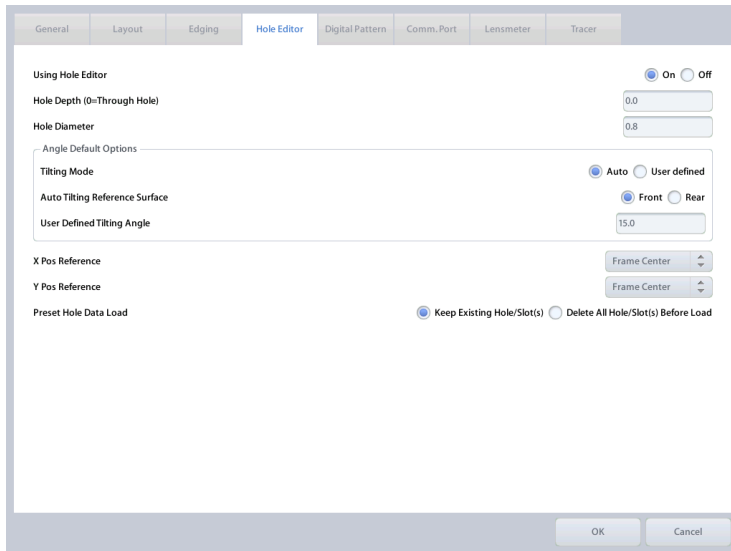 General Layout Edging Hole Editor Digital Pattern Comm. Port Lensmeter Tracer
Using Hole Editor On Off
Hole Depth (0=Through Hole) 0.0
Hole Diameter 0.8
Angle Default Options
Tilting Mode Auto User defined
Auto Tilting Reference Surface Front Rear
User Defined Tilting Angle 15.0
X Pos Reference Frame Center
Y Pos Reference Frame Center
Preset Hole Data Load Keep Existing Hole/Slot(s) Delete All Hole/Slot(s) Before Load
OK Cancel